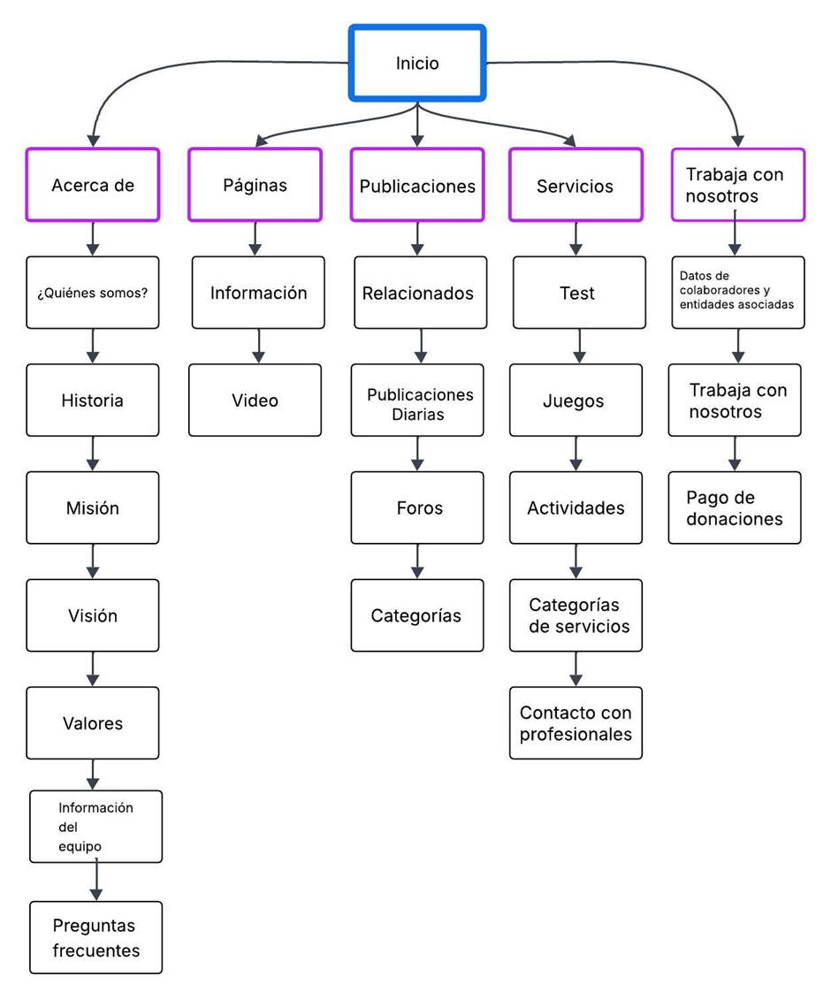 Inicio
Acerca de
Páginas
Publicaciones
Servicios
Trabaja con
nosotros
¿Quiénes somos?
Información
Relacionados
Test
Datos de
colaboradores y
entidades asociadas
Historia
Video
Publicaciones
Diarias
Juegos
Trabaja con
nosotros
Misión
Foros
Actividades
Pago de
donaciones
Visión
Categorías
Categorías
de servicios
Valores
Contacto con
profesionales
Información
del
equipo
Preguntas
frecuentes